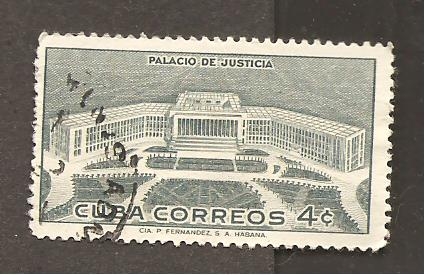 PALACIO DE JUSTICIA
CUBA CORREOS 4¢
CIA. P. FERNANDEZ, S. A. HABANA.